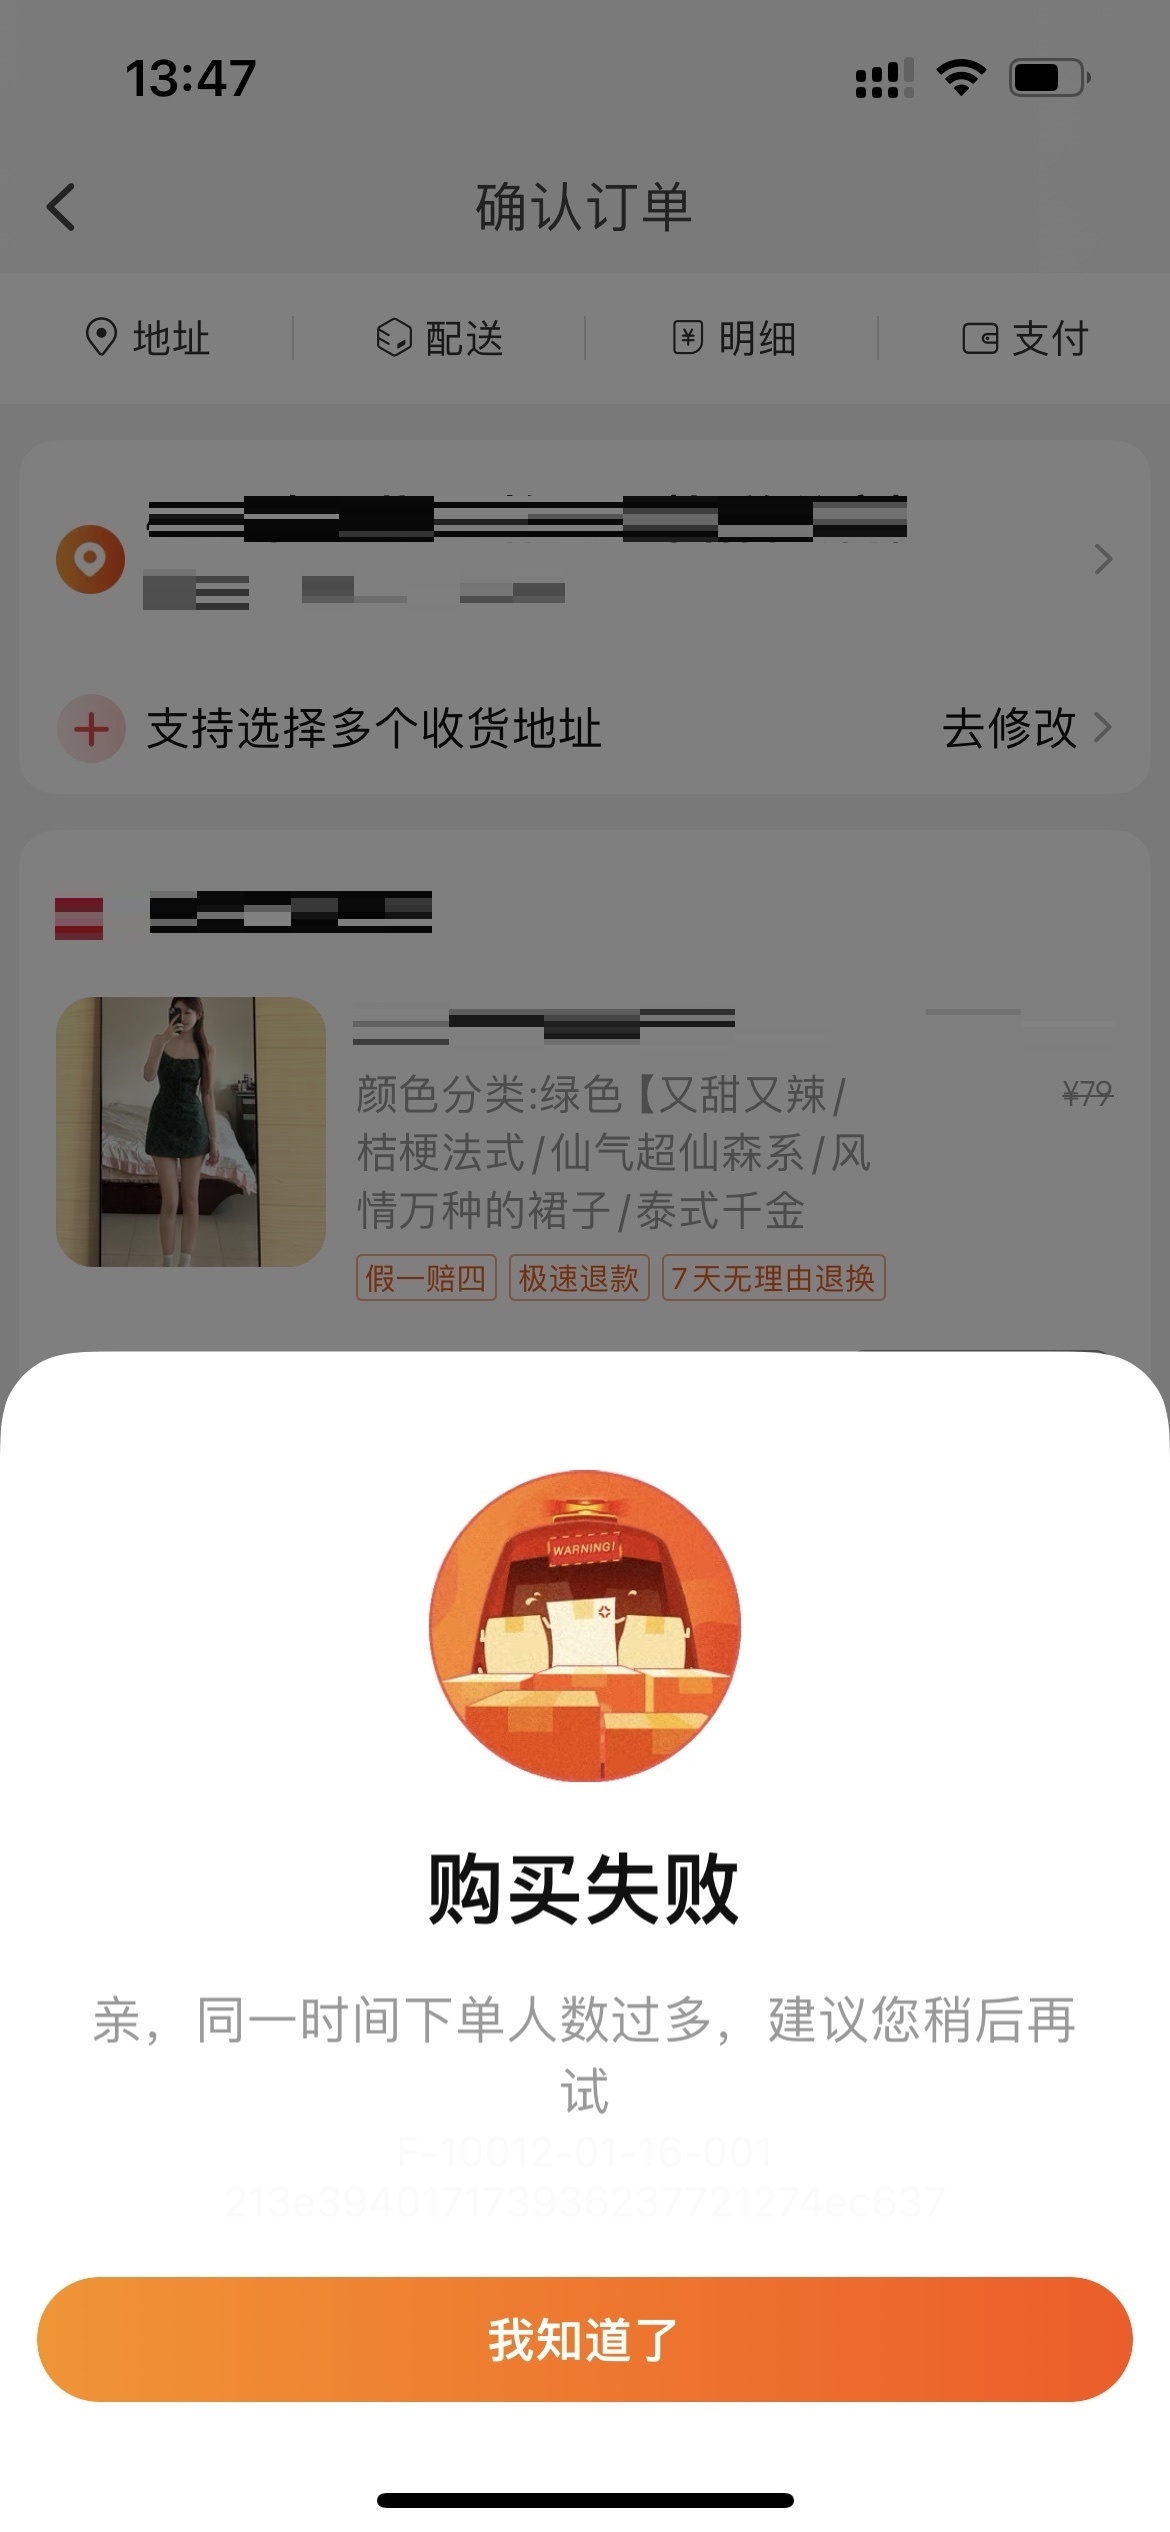 13:47
确认订单
地址
配送
明细
支付
支持选择多个收货地址
去修改
颜色分类:绿色【又甜又辣/
¥79
桔梗法式/仙气超仙森系/风
情万种的裙子/泰式千金
假一赔四 极速退款 7天无理由退换
WARNING!
购买失败
亲，同一时间下单人数过多，建议您稍后再
试
F-10012-01-16-001
213e394017173936237721274ec637
我知道了